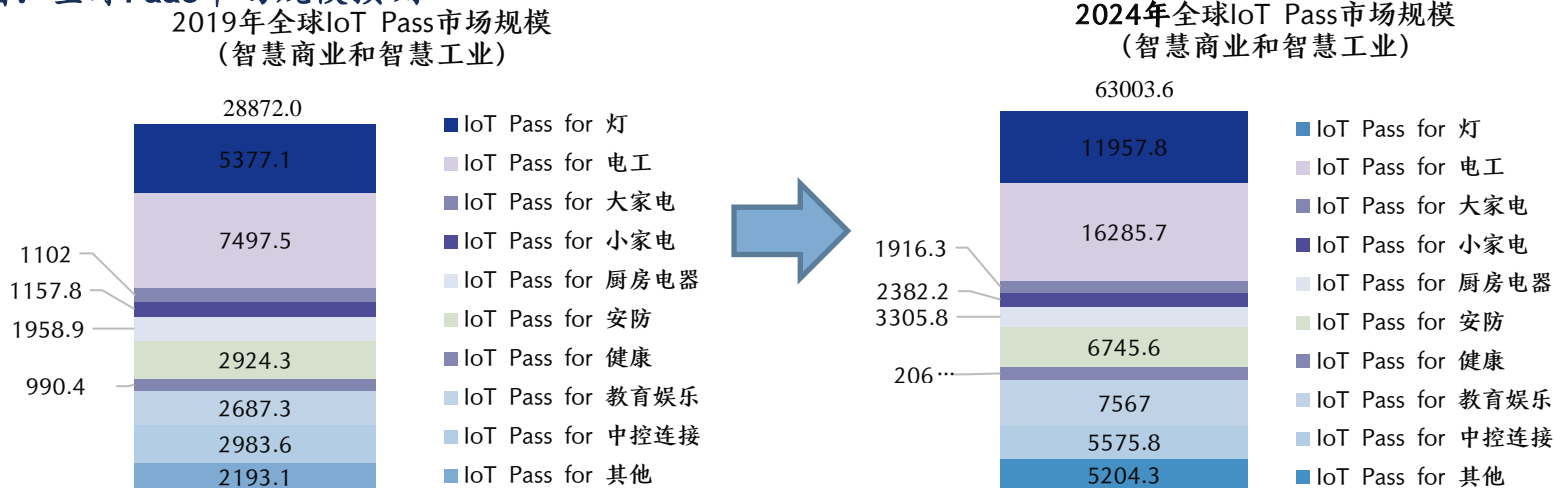 2019年全球IoT Pass市场规模
(智慧商业和智慧工业)
28872.0
5377.1
7497.5
1102
1157.8
1958.9
2924.3
990.4
2687.3
2983.6
2193.1
IoT Pass for 灯
IoT Pass for 电工
IoT Pass for 大家电
IoT Pass for 小家电
IoT Pass for 厨房电器
IoT Pass for 安防
IoT Pass for 健康
IoT Pass for 教育娱乐
IoT Pass for 中控连接
IoT Pass for 其他
2024年全球IoT Pass市场规模
(智慧商业和智慧工业)
63003.6
11957.8
16285.7
1916.3
2382.2
3305.8
6745.6
206…
7567
5575.8
5204.3
IoT Pass for 灯
IoT Pass for 电工
IoT Pass for 大家电
IoT Pass for 小家电
IoT Pass for 厨房电器
IoT Pass for 安防
IoT Pass for 健康
IoT Pass for 教育娱乐
IoT Pass for 中控连接
IoT Pass for 其他